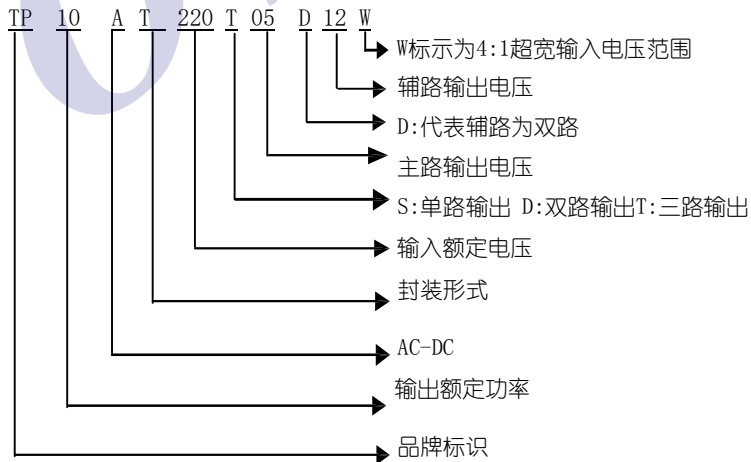 TP 10 A T 220 T 05 D 12 W
W标示为4:1超宽输入电压范围
辅路输出电压
D:代表辅路为双路
主路输出电压
S:单路输出 D:双路输出T:三路输出
输入额定电压
封装形式
AC-DC
输出额定功率
品牌标识